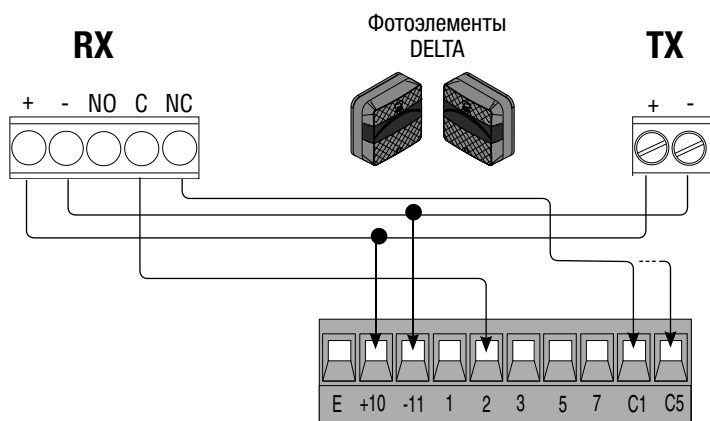 Фотоэлементы
DELTA
RX
TX
+ - NO C NC
+ -
E +10 -11 1 2 3 5 7 C1 C5